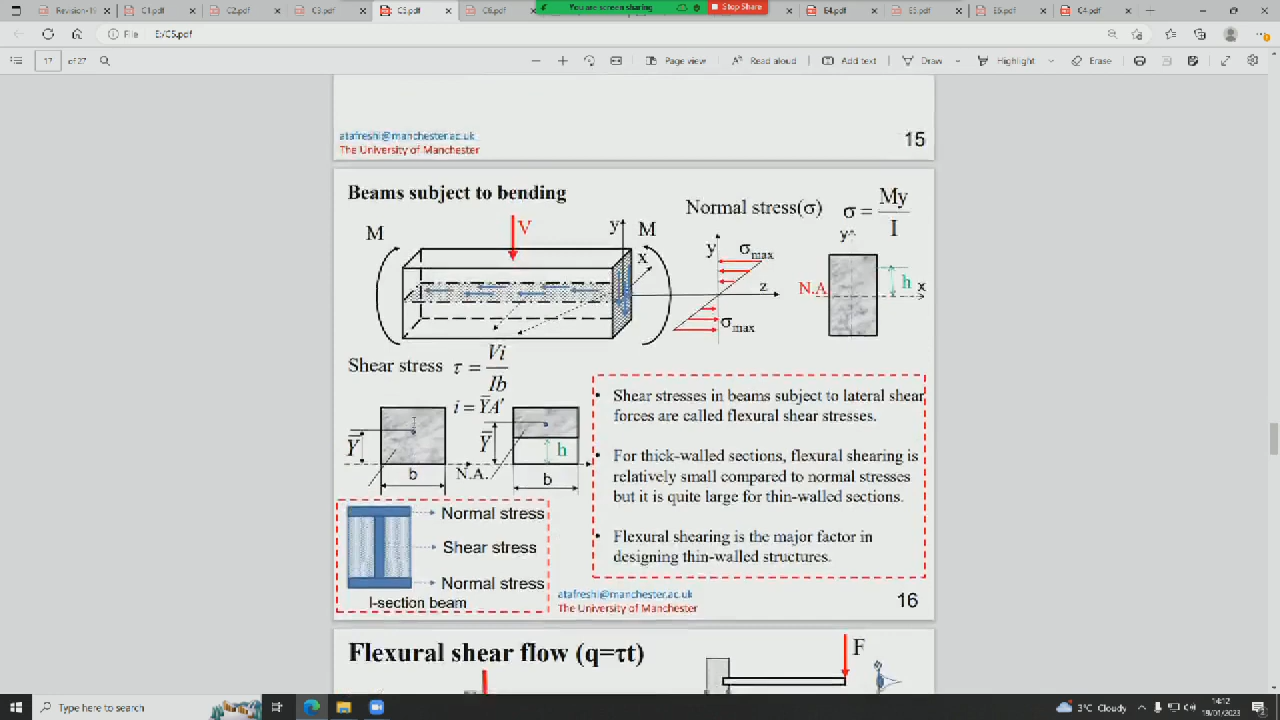 Revision- Hi
C1.pdf
C2.pdf
C3.pdf
C5.pdf
C6.pdf
You are screen sharing
Stop Share
E4.pdf
E5.pdf
E6.pdf
C4.pdf
File
E:/C5.pdf
17
of 27
Page view
Read aloud
Add text
Draw
Highlight
Erase
atafreshi@manchester.ac.uk
The University of Manchester
15
Beams subject to bending
M
V
y
M
x
Normal stress(σ)
σ = My / I
y
σmax
z
σmax
y
N.A
h
x
Shear stress τ = Vi / Ib
i = ȲA'
Ȳ
b
N.A.
Ȳ
h
b
• Shear stresses in beams subject to lateral shear
forces are called flexural shear stresses.
• For thick-walled sections, flexural shearing is
relatively small compared to normal stresses
but it is quite large for thin-walled sections.
• Flexural shearing is the major factor in
designing thin-walled structures.
Normal stress
Shear stress
Normal stress
I-section beam
atafreshi@manchester.ac.uk
The University of Manchester
16
Flexural shear flow (q=τt)
F
Type here to search
3°C Cloudy
14:12
19/01/2023